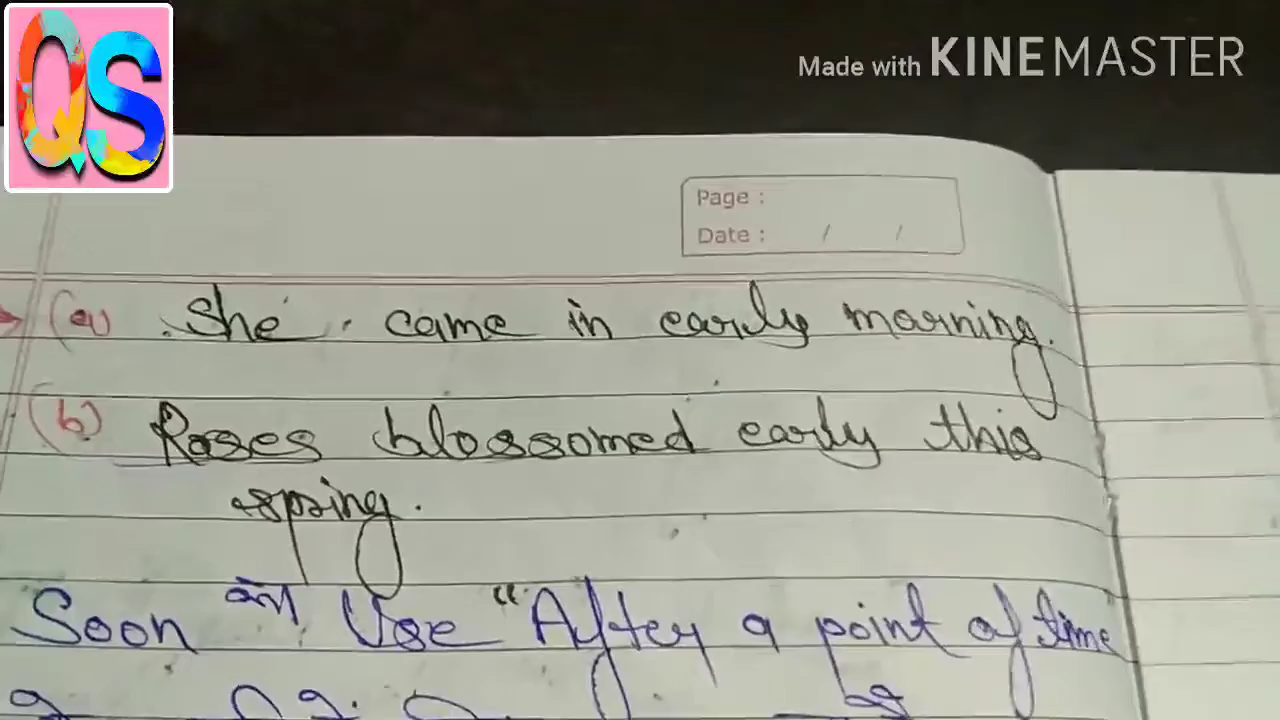 QS
Made with KINEMASTER
Page :
Date : / /
(a) She came in early morning.
(b) Roses blossomed early this
spring.
Soon का Use "After a point of time"